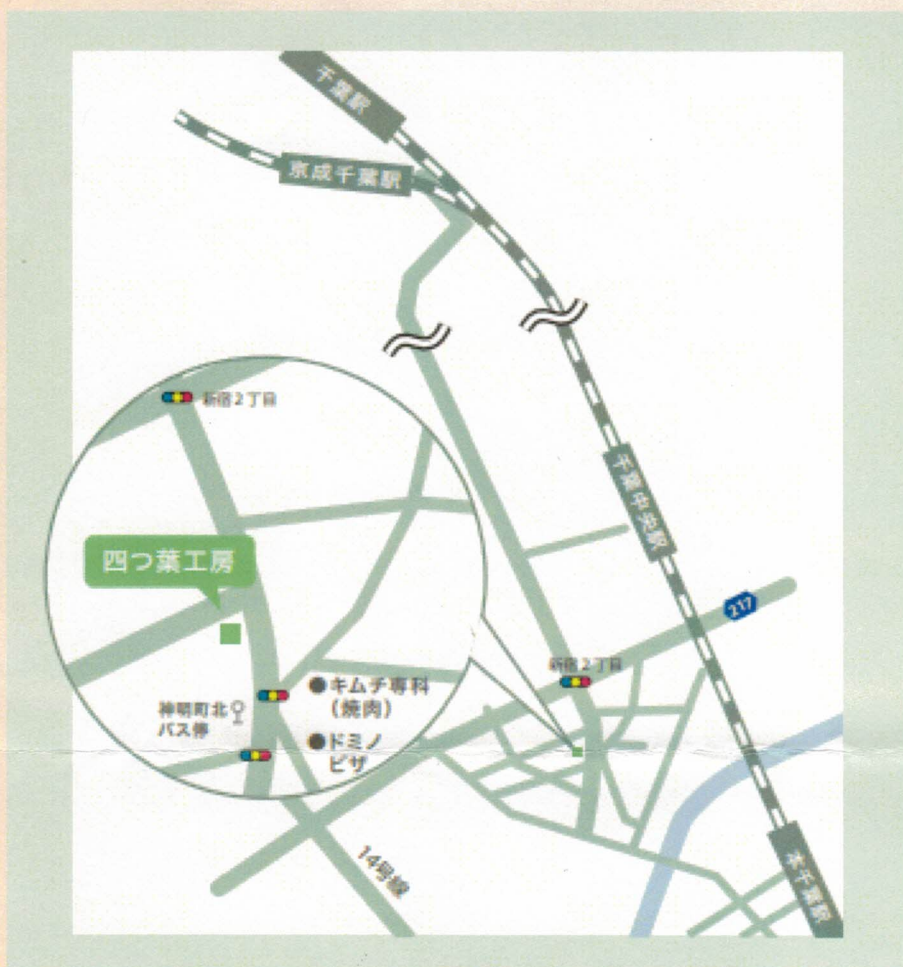 千葉駅
京成千葉駅
新宿2丁目
四つ葉工房
千葉中央駅
217
新宿2丁目
神明町北
バス停
●キムチ専科
(焼肉)
●ドミノ
ピザ
14号線
本千葉駅